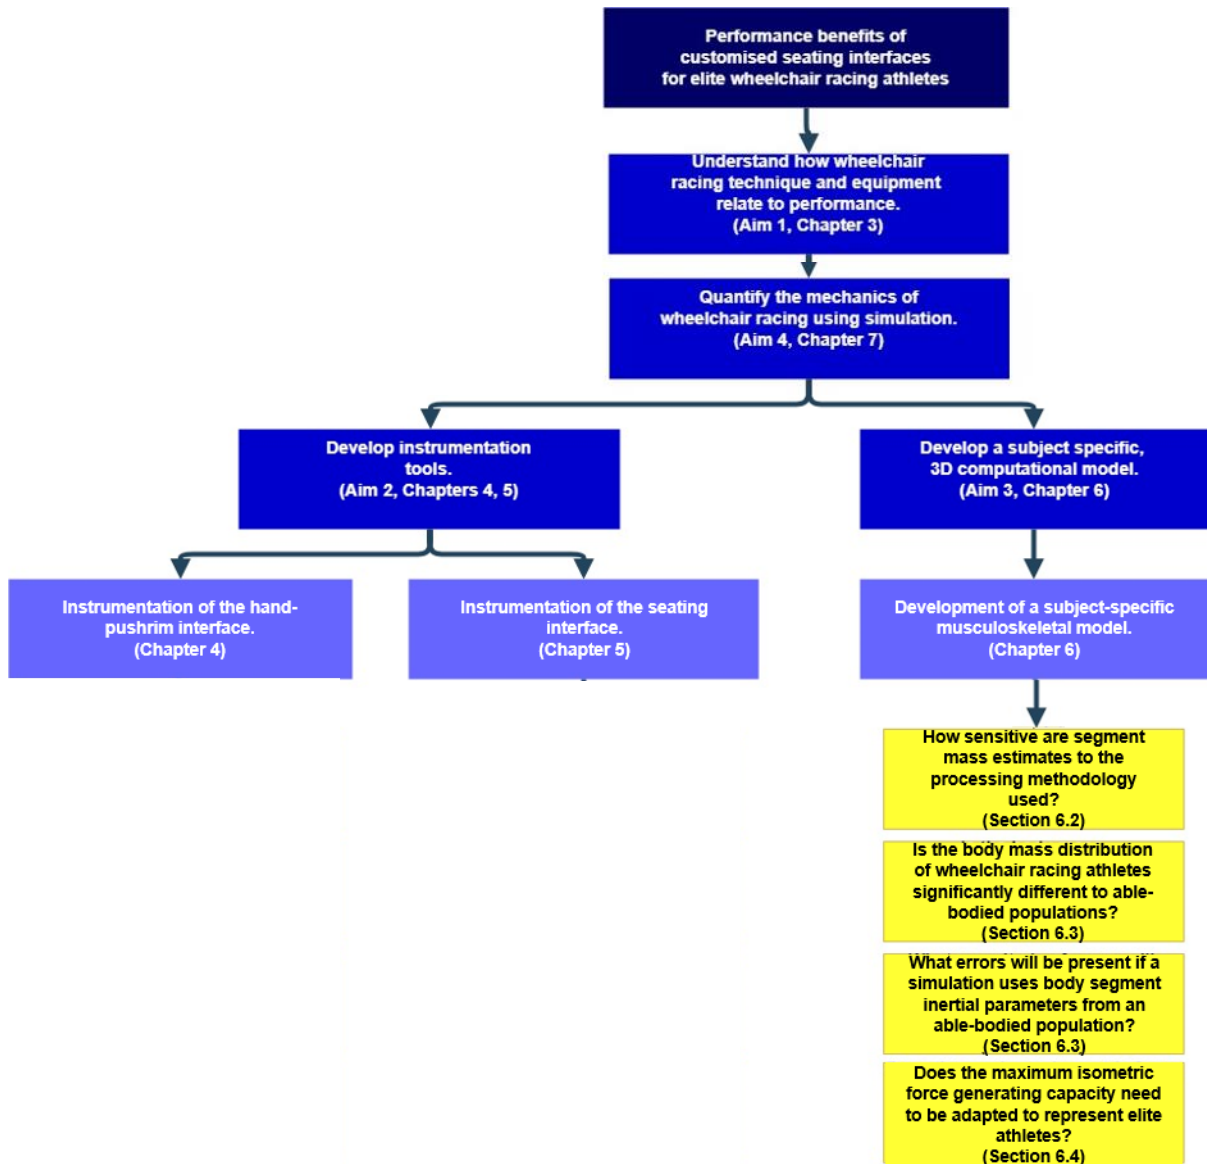 Performance benefits of
customised seating interfaces
for elite wheelchair racing athletes
Understand how wheelchair
racing technique and equipment
relate to performance.
(Aim 1, Chapter 3)
Quantify the mechanics of
wheelchair racing using simulation.
(Aim 4, Chapter 7)
Develop instrumentation
tools.
(Aim 2, Chapters 4, 5)
Develop a subject specific,
3D computational model.
(Aim 3, Chapter 6)
Instrumentation of the hand-
pushrim interface.
(Chapter 4)
Instrumentation of the seating
interface.
(Chapter 5)
Development of a subject-specific
musculoskeletal model.
(Chapter 6)
How sensitive are segment
mass estimates to the
processing methodology
used?
(Section 6.2)
Is the body mass distribution
of wheelchair racing athletes
significantly different to able-
bodied populations?
(Section 6.3)
What errors will be present if a
simulation uses body segment
inertial parameters from an
able-bodied population?
(Section 6.3)
Does the maximum isometric
force generating capacity need
to be adapted to represent elite
athletes?
(Section 6.4)